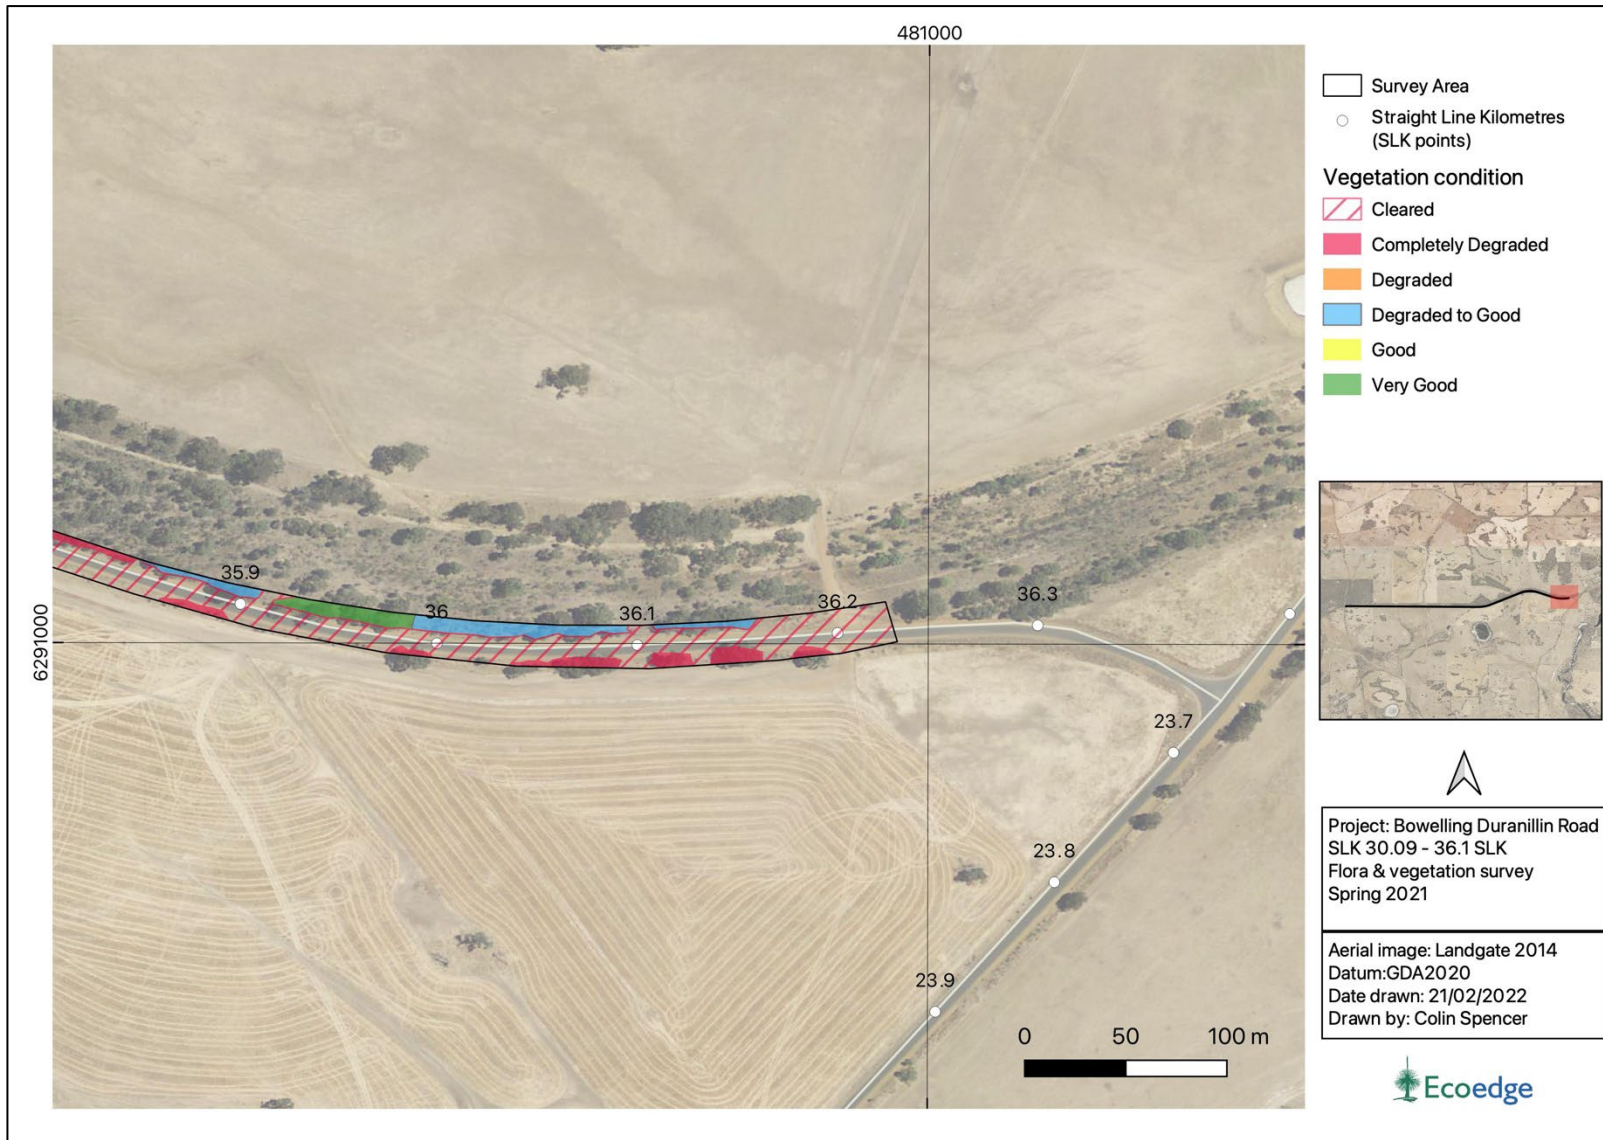 481000
Survey Area
Straight Line Kilometres
(SLK points)
Vegetation condition
Cleared
Completely Degraded
Degraded
Degraded to Good
Good
Very Good
35.9
36
36.1
36.2
36.3
6291000
23.7
23.8
23.9
0 50 100 m
Project: Bowelling Duranillin Road
SLK 30.09 - 36.1 SLK
Flora & vegetation survey
Spring 2021
Aerial image: Landgate 2014
Datum:GDA2020
Date drawn: 21/02/2022
Drawn by: Colin Spencer
Ecoedge